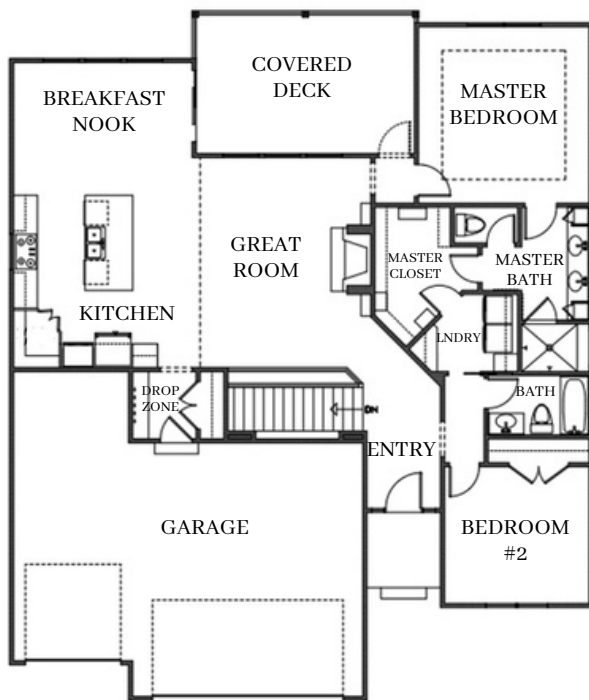 COVERED
DECK
BREAKFAST
NOOK
MASTER
BEDROOM
GREAT
ROOM
MASTER
CLOSET
MASTER
BATH
KITCHEN
LNDRY
DROP
ZONE
BATH
DN
ENTRY
GARAGE
BEDROOM
#2